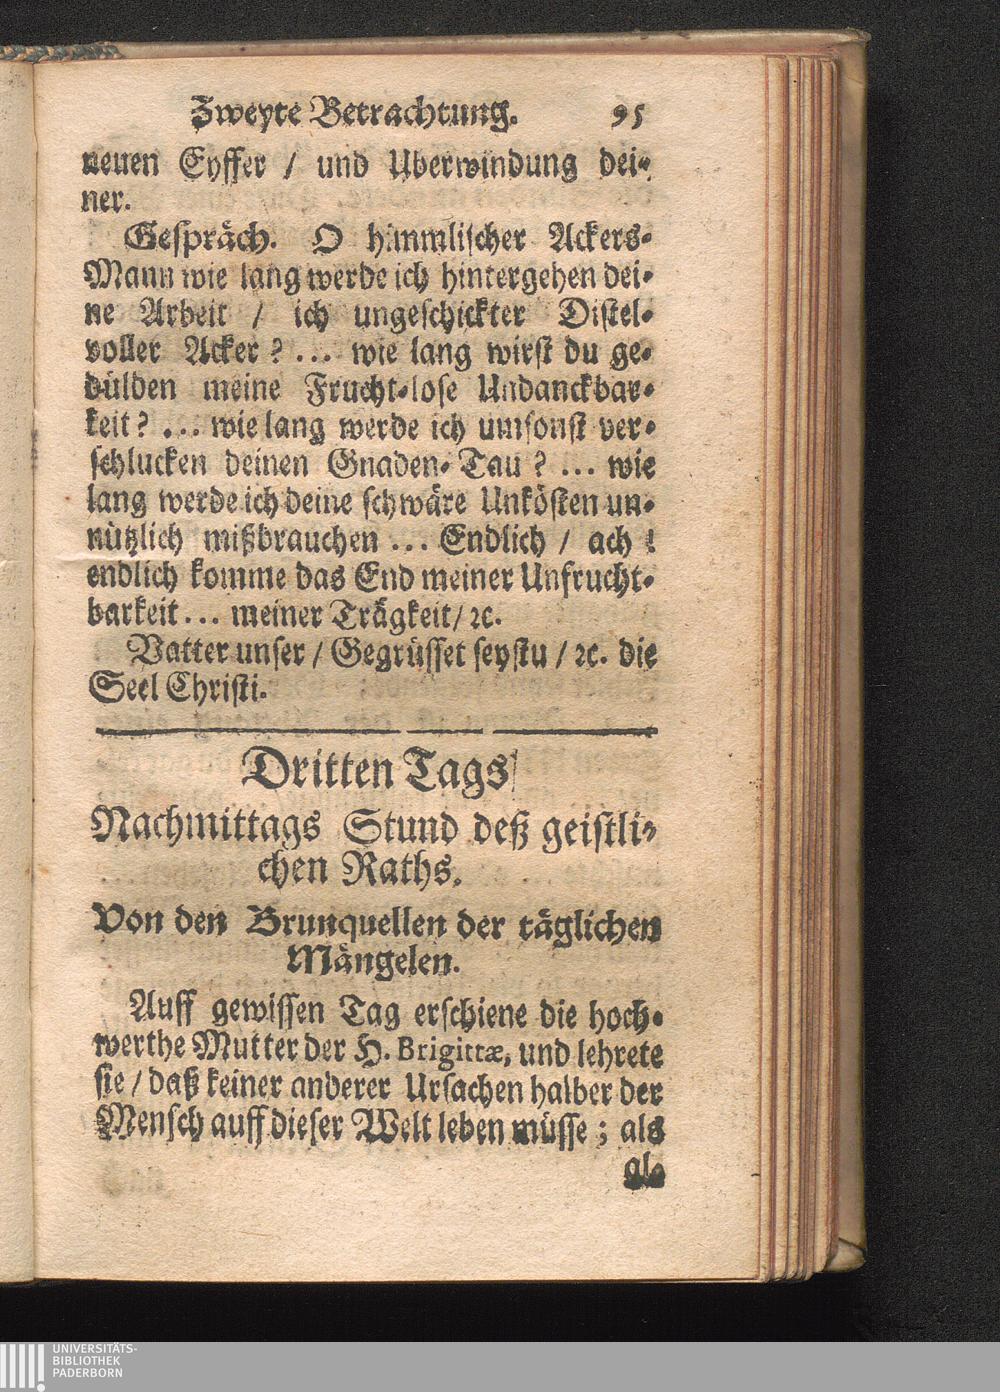 Zweyte Betrachtung. 95
neuen Eyffer / und Uberwindung dei-
ner.
Gespräch. O himmlischer Ackers-
Mann wie lang werde ich hintergehen dei-
ne Arbeit / ich ungeschickter Distel-
voller Acker? ... wie lang wirst du ge-
dülden meine Frucht-lose Undanckbar-
keit? ... wie lang werde ich umsonst ver-
schlucken deinen Gnaden-Tau? ... wie
lang werde ich deine schwäre Unkösten un-
nützlich mißbrauchen ... Endlich / ach!
endlich komme das End meiner Unfrucht-
barkeit ... meiner Trägkeit / ꝛc.
Vatter unser / Gegrüsset seystu / ꝛc. die
Seel Christi.
Dritten Tags
Nachmittags Stund deß geistli-
chen Raths.
Von den Brunquellen der täglichen
Mängelen.
Auff gewissen Tag erschiene die hoch-
werthe Mutter der H. Brigittæ, und lehrete
sie / daß keiner anderer Ursachen halber der
Mensch auff dieser Welt leben müsse; als
als
UNIVERSITÄTS-
BIBLIOTHEK
PADERBORN